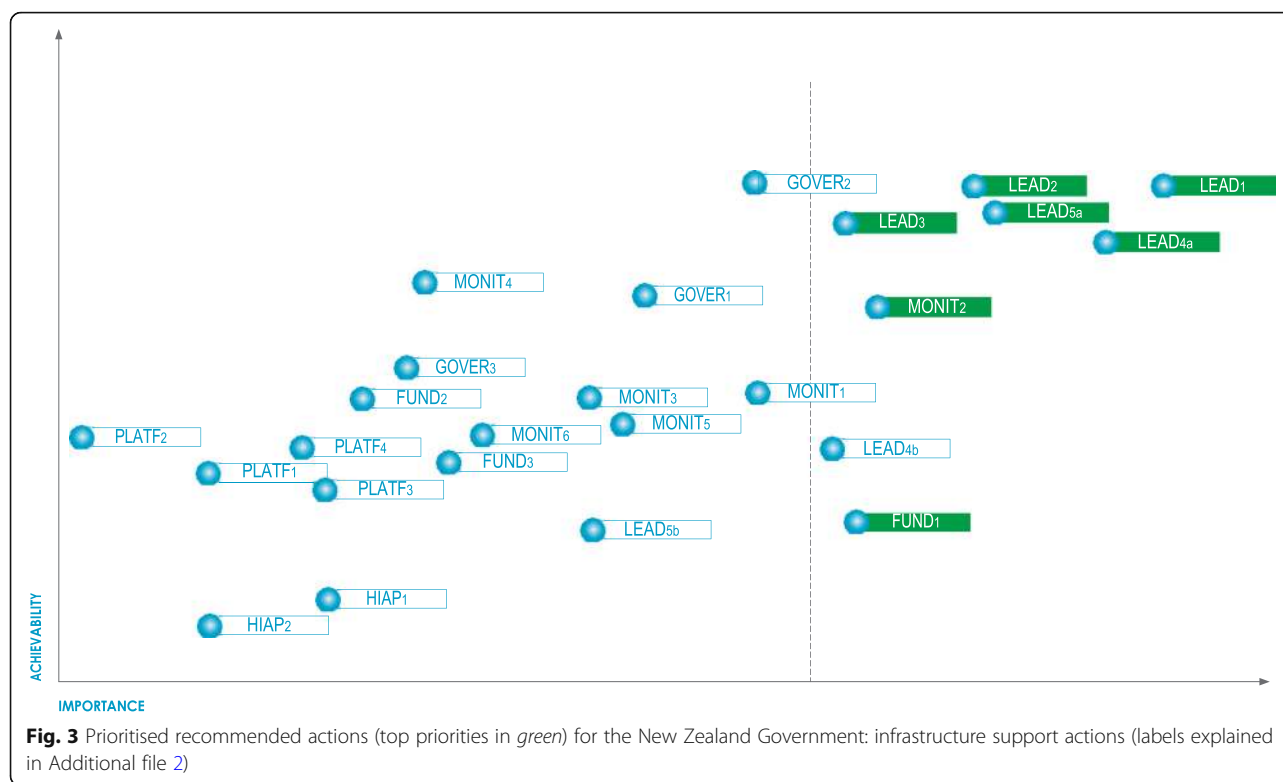 GOVER2
LEAD2
LEAD1
LEAD5a
LEAD3
LEAD4a
MONIT4
GOVER1
MONIT2
GOVER3
MONIT1
FUND2
MONIT3
MONIT5
PLATF2
MONIT6
PLATF4
LEAD4b
FUND3
PLATF1
PLATF3
FUND1
LEAD5b
HIAP1
HIAP2
ACHIEVABILITY
IMPORTANCE
Fig. 3 Prioritised recommended actions (top priorities in green) for the New Zealand Government: infrastructure support actions (labels explained
in Additional file 2)